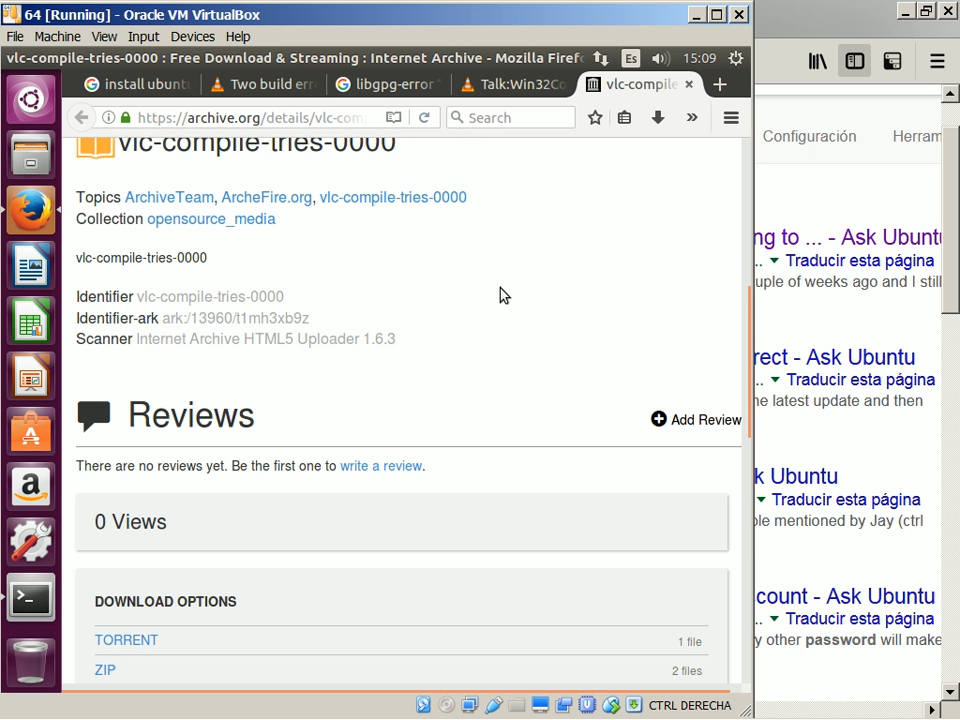 64 [Running] - Oracle VM VirtualBox
File Machine View Input Devices Help
vlc-compile-tries-0000 : Free Download & Streaming : Internet Archive - Mozilla Firef
Es
15:09
install ubunt
Two build err
libgpg-error
Talk:Win32Co
vlc-compile
https://archive.org/details/vlc-com
Search
vlc-compile-tries-0000
Topics ArchiveTeam, ArcheFire.org, vlc-compile-tries-0000
Collection opensource_media
vlc-compile-tries-0000
Identifier vlc-compile-tries-0000
Identifier-ark ark:/13960/t1mh3xb9z
Scanner Internet Archive HTML5 Uploader 1.6.3
Reviews
Add Review
There are no reviews yet. Be the first one to write a review.
0 Views
DOWNLOAD OPTIONS
TORRENT 1 file
ZIP 2 files
CTRL DERECHA
Configuración Herram
ng to ... - Ask Ubuntu
.. Traducir esta página
uple of weeks ago and I still
rect - Ask Ubuntu
.. Traducir esta página
he latest update and then
k Ubuntu
Traducir esta página
ble mentioned by Jay (ctrl
count - Ask Ubuntu
.. Traducir esta página
y other password will make